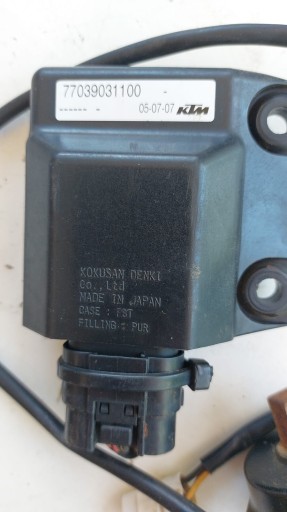 77039031100 -
------ - 05-07-07 KTM
KOKUSAN DENKI
Co.,Ltd
MADE IN JAPAN
CASE : PBT
FILLING : PUR